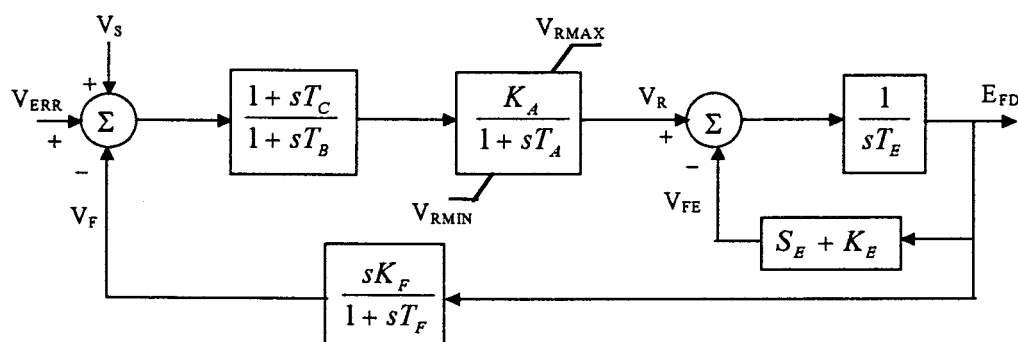 V_S
V_RMAX
V_ERR
+
+
Σ
−
1 + sT_C
1 + sT_B
K_A
1 + sT_A
V_R
+
Σ
−
1
sT_E
E_FD
V_F
V_RMIN
V_FE
S_E + K_E
sK_F
1 + sT_F